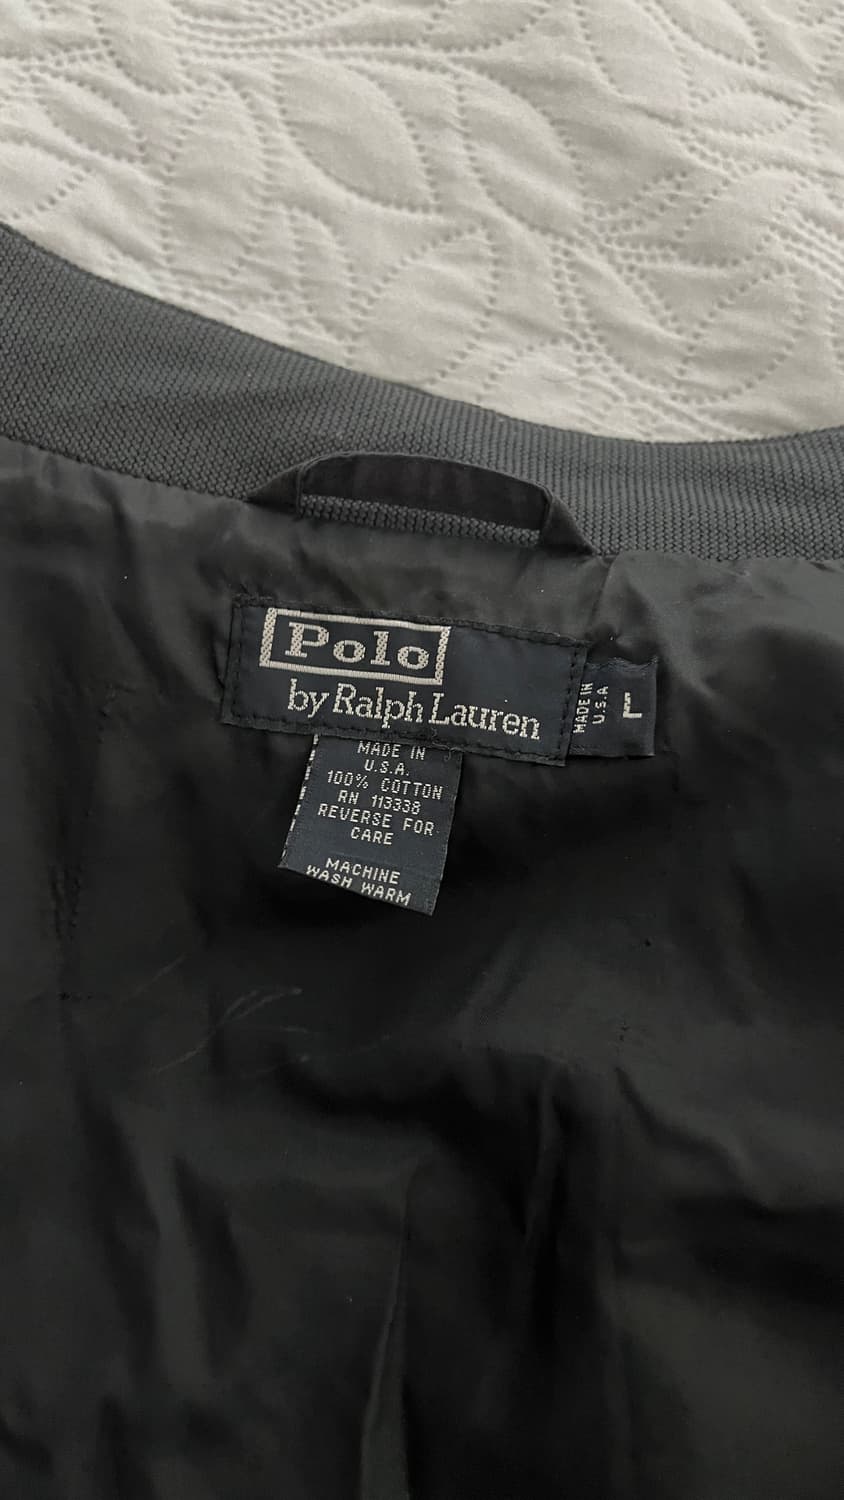 Polo
by Ralph Lauren
MADE IN
U.S.A
L
MADE IN
U.S.A.
100% COTTON
RN 113338
REVERSE FOR
CARE
MACHINE
WASH WARM